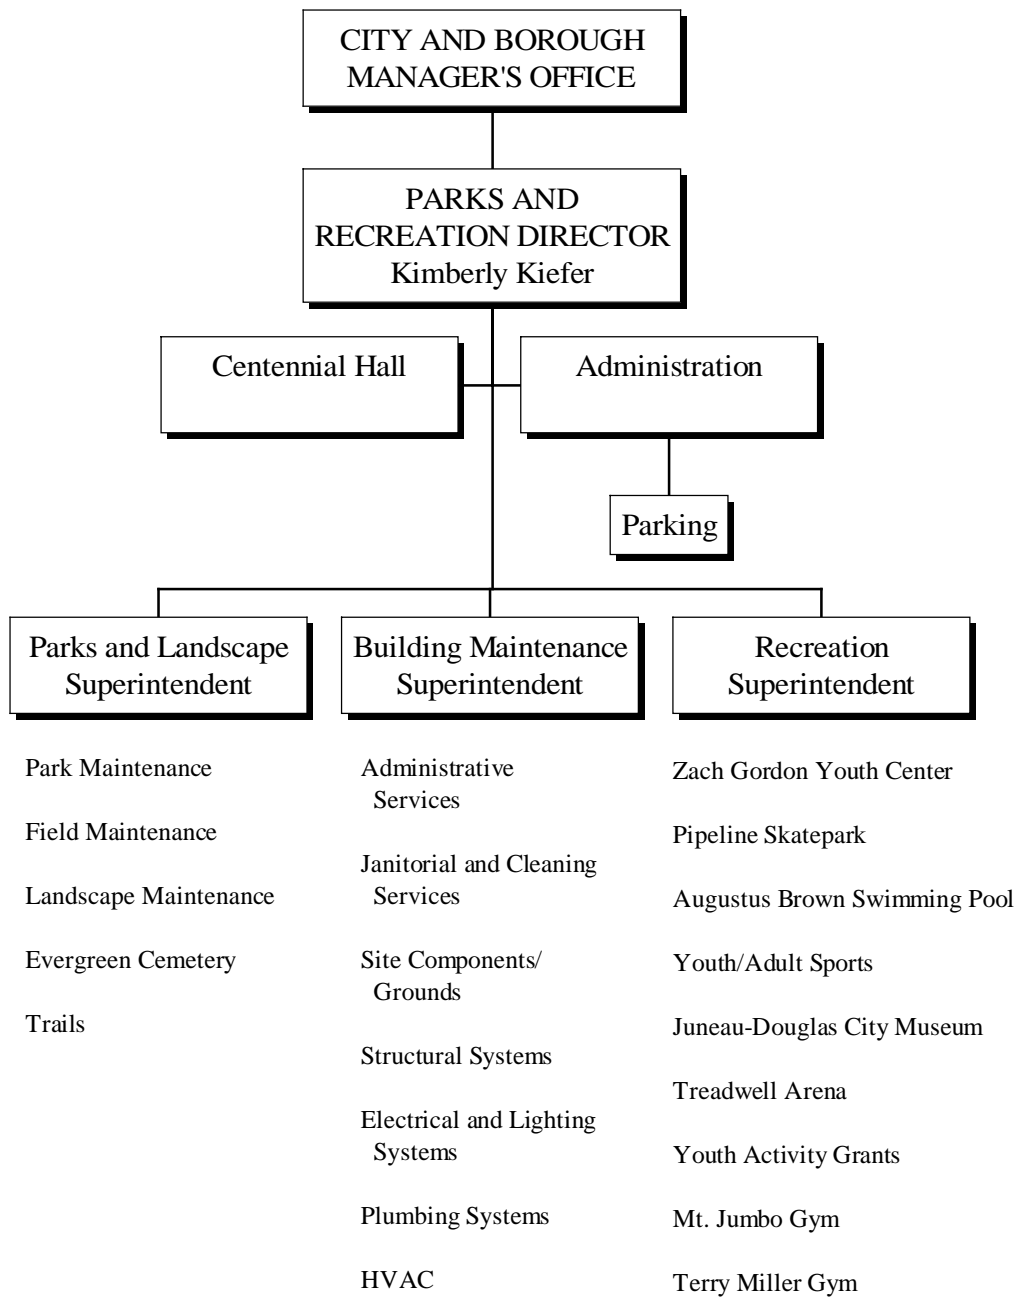 CITY AND BOROUGH
MANAGER'S OFFICE
PARKS AND
RECREATION DIRECTOR
Kimberly Kiefer
Centennial Hall
Administration
Parking
Parks and Landscape
Superintendent
Building Maintenance
Superintendent
Recreation
Superintendent
Park Maintenance
Field Maintenance
Landscape Maintenance
Evergreen Cemetery
Trails
Administrative
Services
Janitorial and Cleaning
Services
Site Components/
Grounds
Structural Systems
Electrical and Lighting
Systems
Plumbing Systems
HVAC
Zach Gordon Youth Center
Pipeline Skatepark
Augustus Brown Swimming Pool
Youth/Adult Sports
Juneau-Douglas City Museum
Treadwell Arena
Youth Activity Grants
Mt. Jumbo Gym
Terry Miller Gym